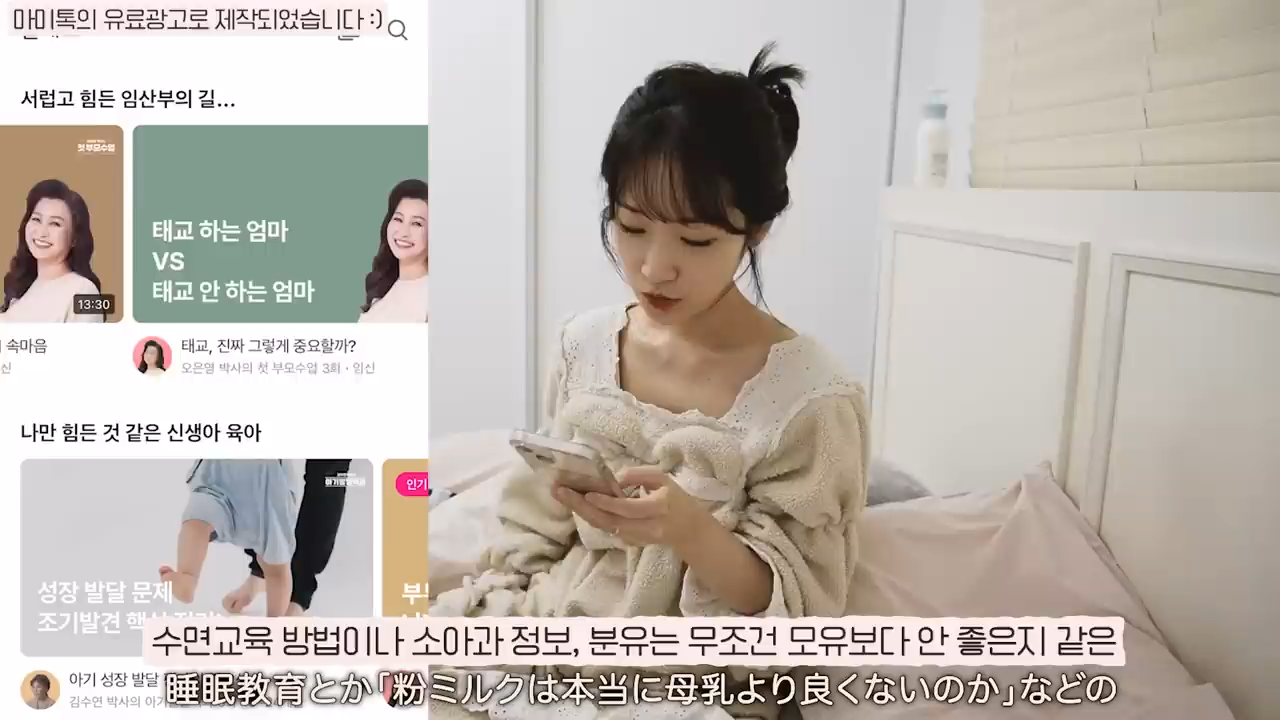 마미톡의 유료광고로 제작되었습니다 :)
서럽고 힘든 임산부의 길...
첫 부모수업
태교 하는 엄마
VS
태교 안 하는 엄마
13:30
속마음
태교, 진짜 그렇게 중요할까?
신
오은영 박사의 첫 부모수업 3회 · 임신
나만 힘든 것 같은 신생아 육아
인기
성장 발달 문제
조기발견
수면교육 방법이나 소아과 정보, 분유는 무조건 모유보다 안 좋은지 같은
아기 성장 발달
睡眠教育とか「粉ミルクは本当に母乳より良くないのか」などの
김수연 박사의